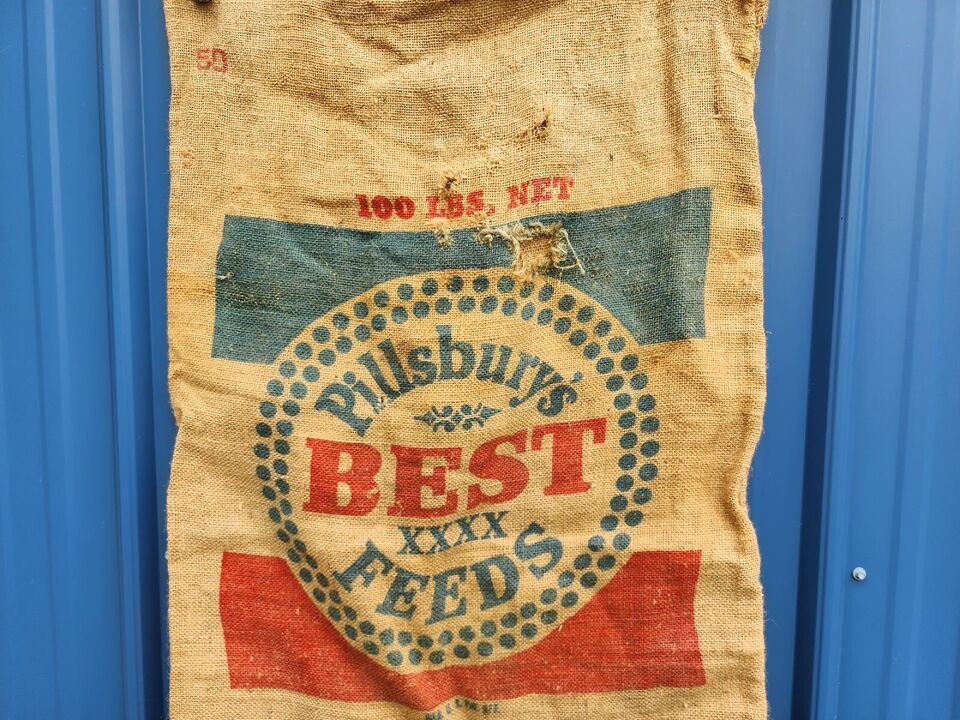 50
100 LBS. NET
Pillsbury's
BEST
XXXX
FEEDS